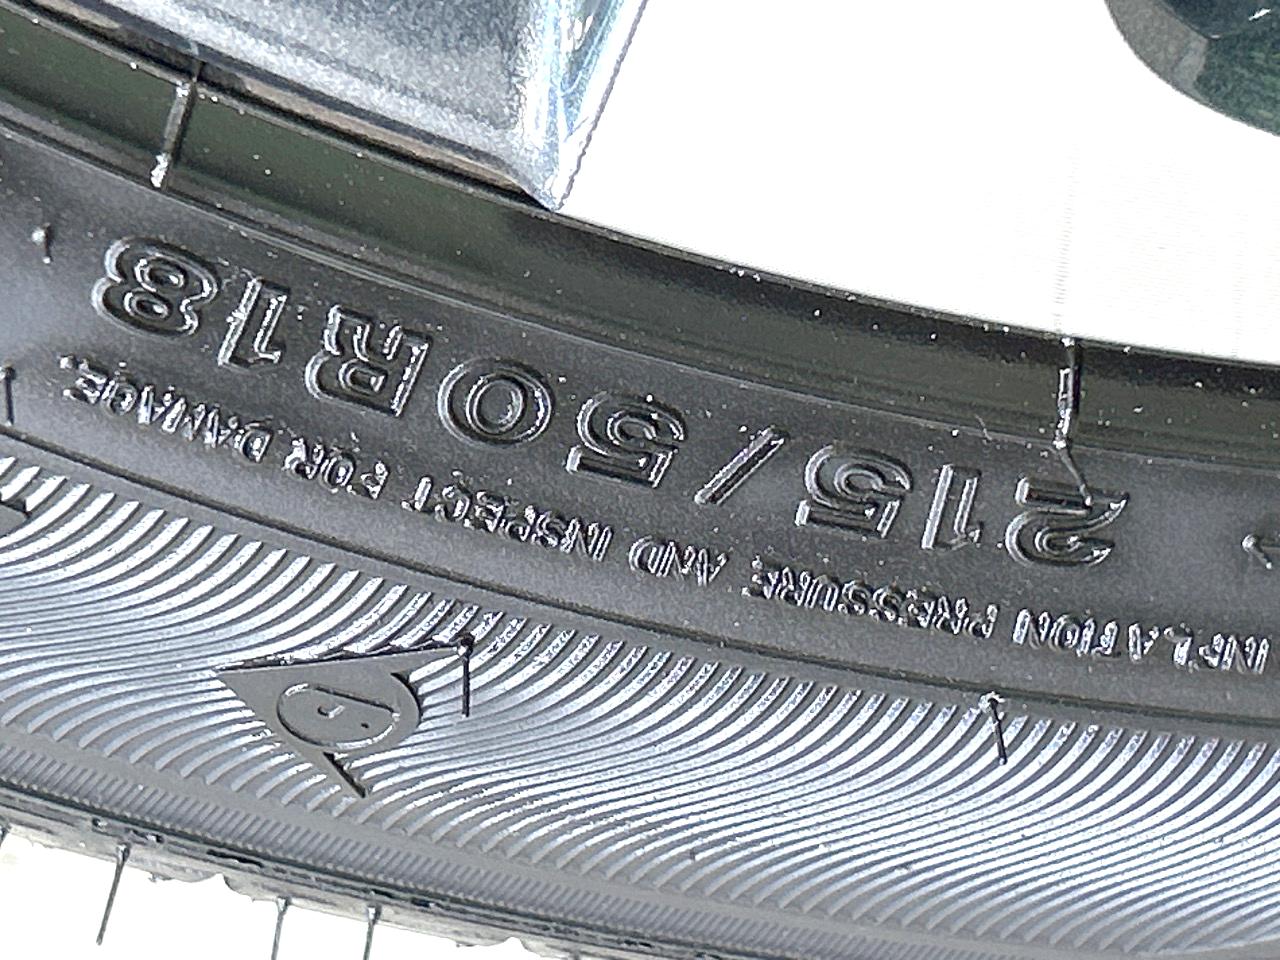 215/50R18
INFLATION PRESSURE AND INSPECT FOR DAMAGE.